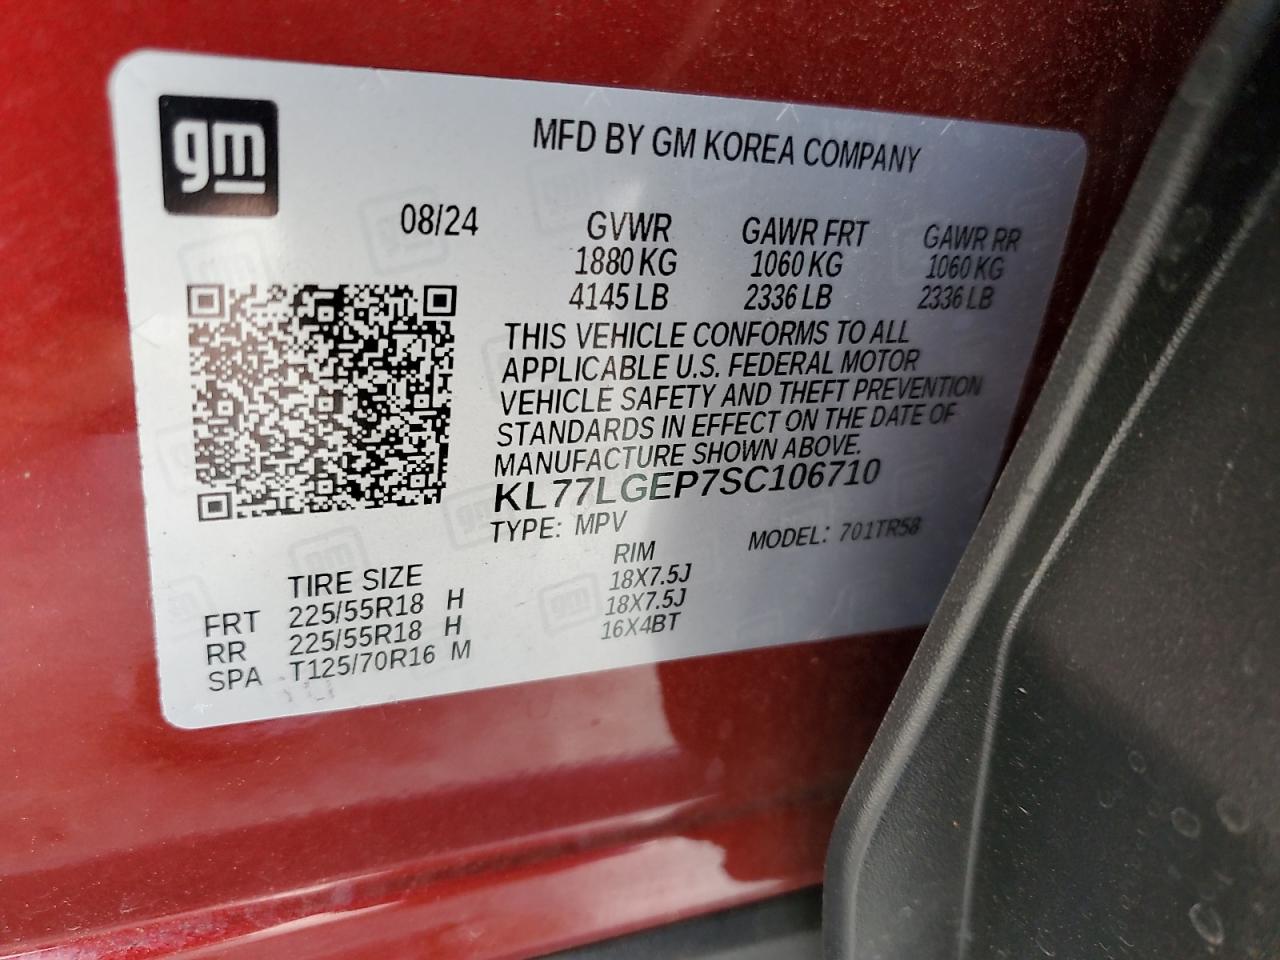 gm
MFD BY GM KOREA COMPANY
08/24 GVWR GAWR FRT GAWR RR
1880 KG 1060 KG 1060 KG
4145 LB 2336 LB 2336 LB
THIS VEHICLE CONFORMS TO ALL
APPLICABLE U.S. FEDERAL MOTOR
VEHICLE SAFETY AND THEFT PREVENTION
STANDARDS IN EFFECT ON THE DATE OF
MANUFACTURE SHOWN ABOVE.
KL77LGEP7SC106710
TYPE: MPV MODEL: 701TR58
TIRE SIZE RIM
FRT 225/55R18 H 18X7.5J
RR 225/55R18 H 18X7.5J
SPA T125/70R16 M 16X4BT